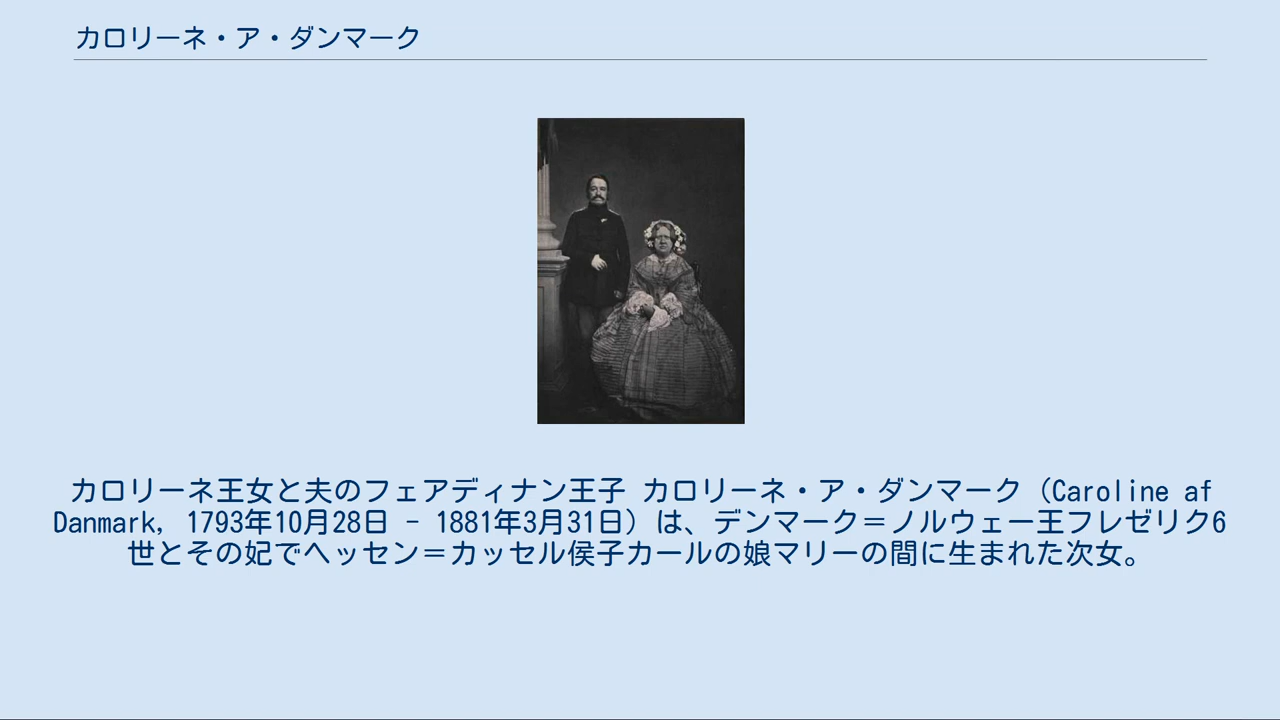 カロリーネ・ア・ダンマーク
カロリーネ王女と夫のフェアディナン王子 カロリーネ・ア・ダンマーク（Caroline af
Danmark, 1793年10月28日 - 1881年3月31日）は、デンマーク＝ノルウェー王フレゼリク6
世とその妃でヘッセン＝カッセル侯子カールの娘マリーの間に生まれた次女。